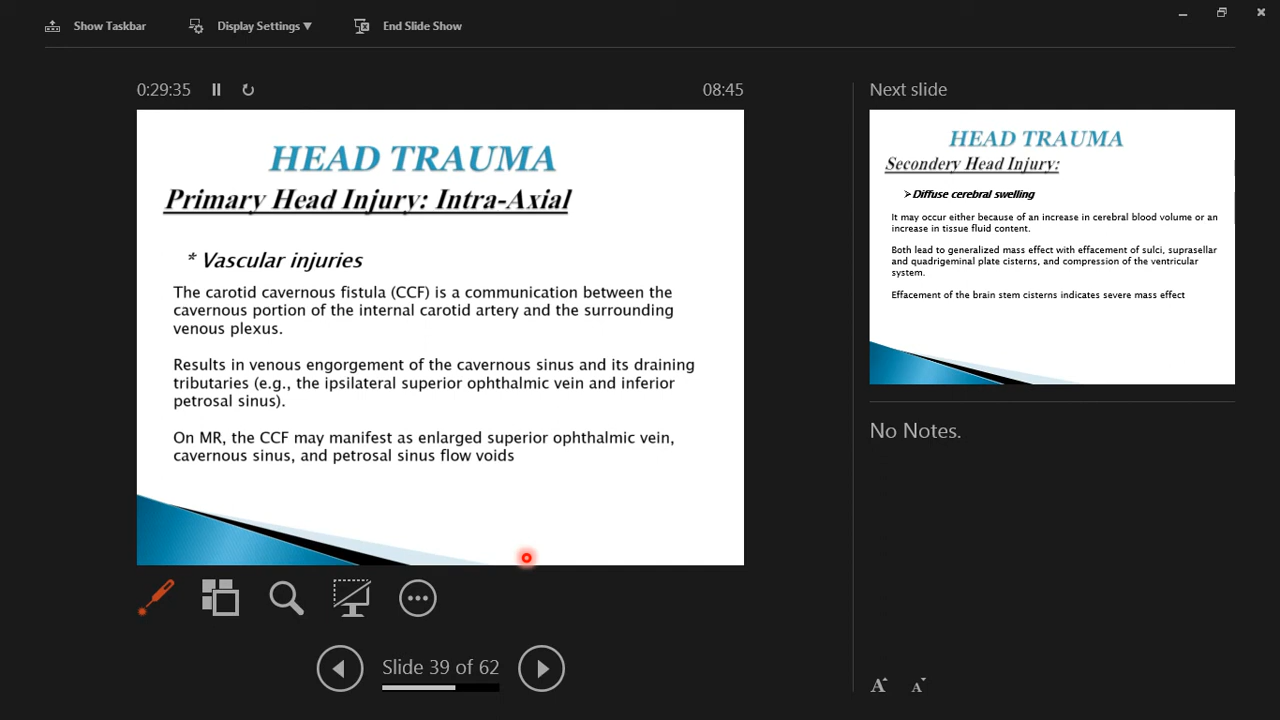 Show Taskbar
Display Settings ▼
End Slide Show
0:29:35
08:45
HEAD TRAUMA
Primary Head Injury: Intra-Axial
* Vascular injuries
The carotid cavernous fistula (CCF) is a communication between the
cavernous portion of the internal carotid artery and the surrounding
venous plexus.
Results in venous engorgement of the cavernous sinus and its draining
tributaries (e.g., the ipsilateral superior ophthalmic vein and inferior
petrosal sinus).
On MR, the CCF may manifest as enlarged superior ophthalmic vein,
cavernous sinus, and petrosal sinus flow voids
Slide 39 of 62
Next slide
HEAD TRAUMA
Secondery Head Injury:
➢Diffuse cerebral swelling
It may occur either because of an increase in cerebral blood volume or an
increase in tissue fluid content.
Both lead to generalized mass effect with effacement of sulci, suprasellar
and quadrigeminal plate cisterns, and compression of the ventricular
system.
Effacement of the brain stem cisterns indicates severe mass effect
No Notes.
A A